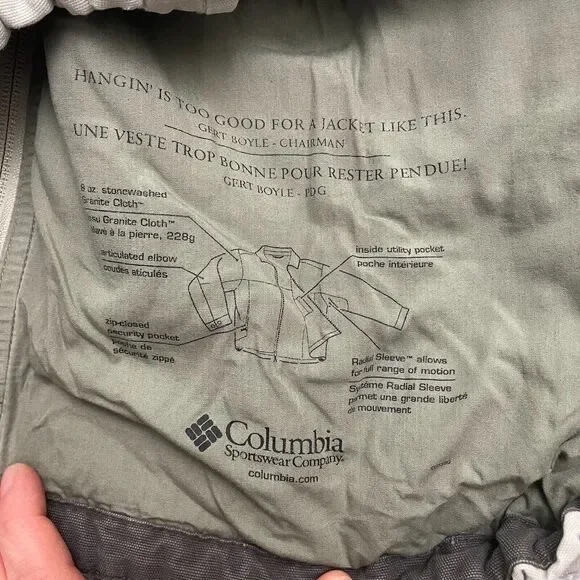 HANGIN' IS TOO GOOD FOR A JACKET LIKE THIS.
GERT BOYLE - CHAIRMAN
UNE VESTE TROP BONNE POUR RESTER PENDUE!
GERT BOYLE - PDG
8 oz. stonewashed
Granite Cloth™
Granite Cloth™
à la pierre, 228g
articulated elbow
coudes aticulés
zip-closed
security pocket
poche de
sécurité zippé
inside utility pocket
poche intérieure
Radial Sleeve™ allows
for full range of motion
Système Radial Sleeve
permet une grande liberté
de mouvement
Columbia
Sportswear Company.
columbia.com